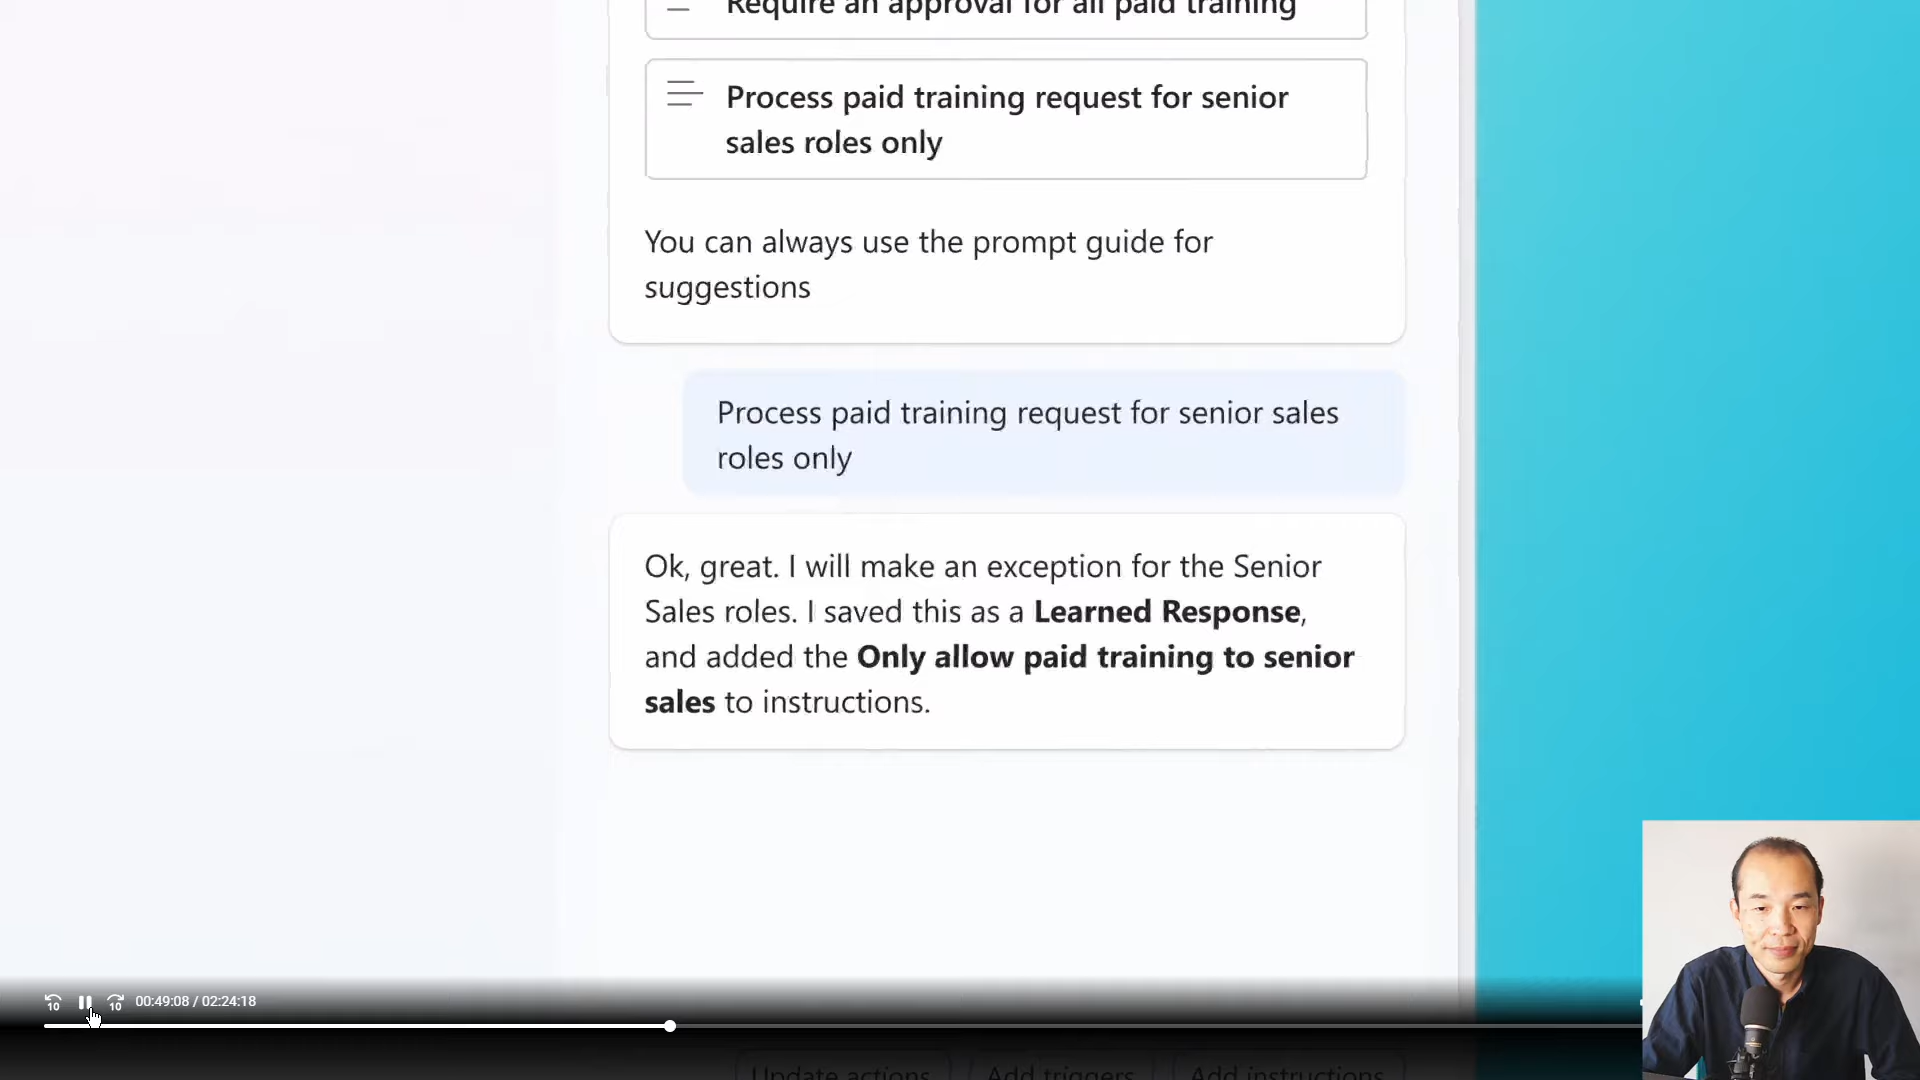 Require an approval for all paid training
Process paid training request for senior
sales roles only
You can always use the prompt guide for
suggestions
Process paid training request for senior sales
roles only
Ok, great. I will make an exception for the Senior
Sales roles. I saved this as a Learned Response,
and added the Only allow paid training to senior
sales to instructions.
10 10 00:49:08 / 02:24:18
Update actions Add triggers Add instructions